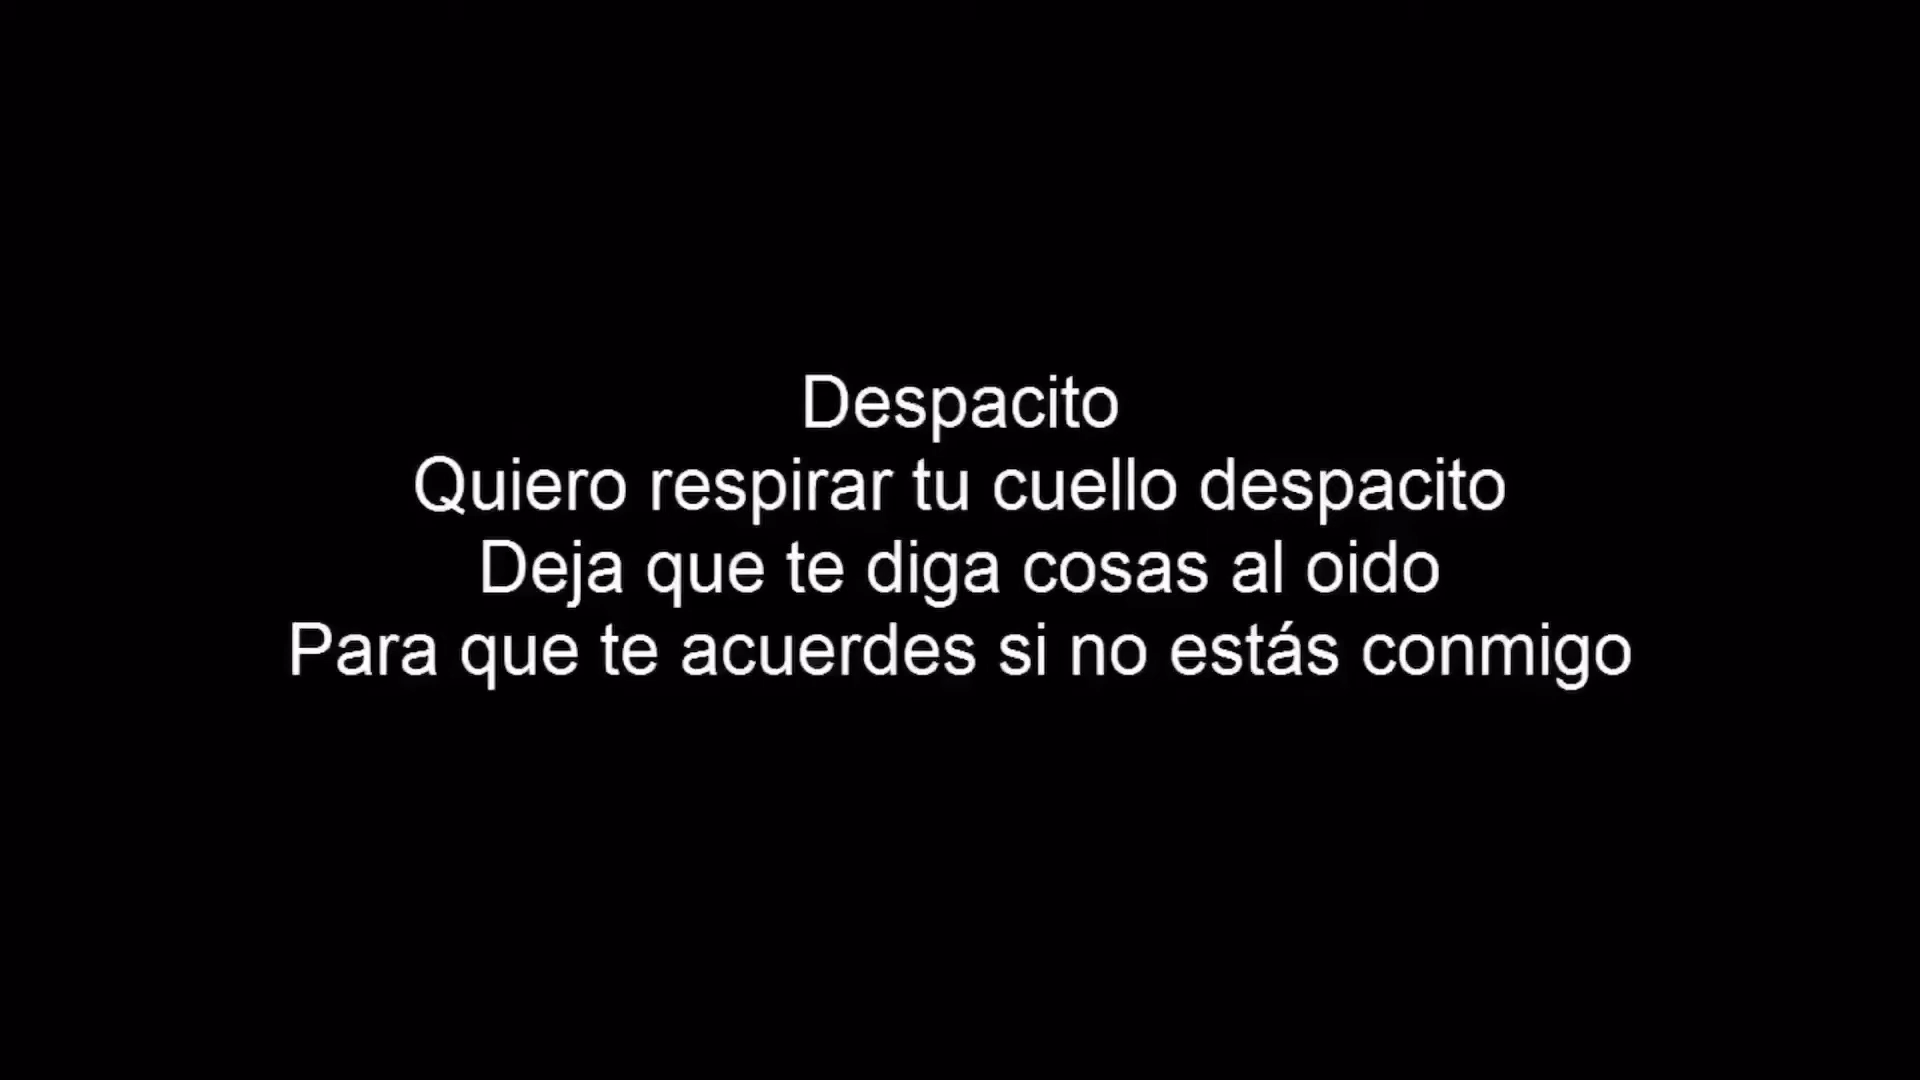 Despacito
Quiero respirar tu cuello despacito
Deja que te diga cosas al oido
Para que te acuerdes si no estás conmigo